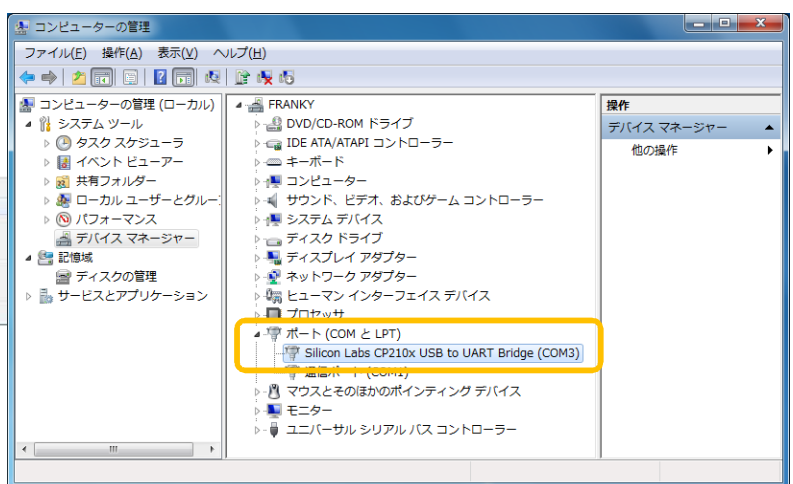 コンピューターの管理
ファイル(F) 操作(A) 表示(V) ヘルプ(H)
コンピューターの管理 (ローカル)
システム ツール
タスク スケジューラ
イベント ビューアー
共有フォルダー
ローカル ユーザーとグルー
パフォーマンス
デバイス マネージャー
記憶域
ディスクの管理
サービスとアプリケーション
FRANKY
DVD/CD-ROM ドライブ
IDE ATA/ATAPI コントローラー
キーボード
コンピューター
サウンド、ビデオ、およびゲーム コントローラー
システム デバイス
ディスク ドライブ
ディスプレイ アダプター
ネットワーク アダプター
ヒューマン インターフェイス デバイス
プロセッサ
ポート (COM と LPT)
Silicon Labs CP210x USB to UART Bridge (COM3)
通信ポート (COM1)
マウスとそのほかのポインティング デバイス
モニター
ユニバーサル シリアル バス コントローラー
操作
デバイス マネージャー
他の操作